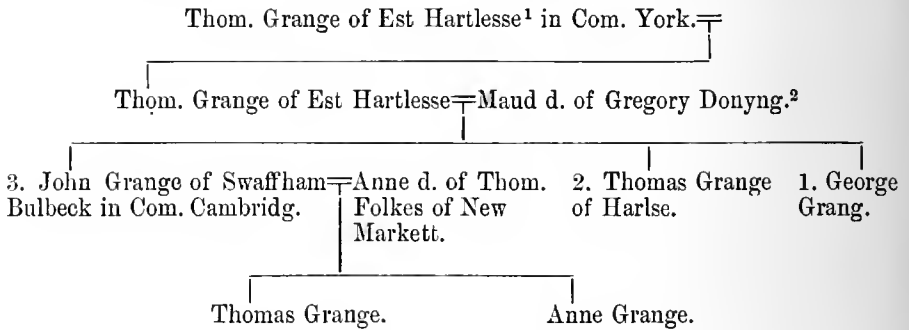 Thom. Grange of Est Hartlesse¹ in Com. York.
Thom. Grange of Est Hartlesse Maud d. of Gregory Donyng.²
3. John Grange of Swaffham
Bulbeck in Com. Cambridg.
Anne d. of Thom.
Folkes of New
Markett.
2. Thomas Grange
of Harlse.
1. George
Grang.
Thomas Grange.
Anne Grange.